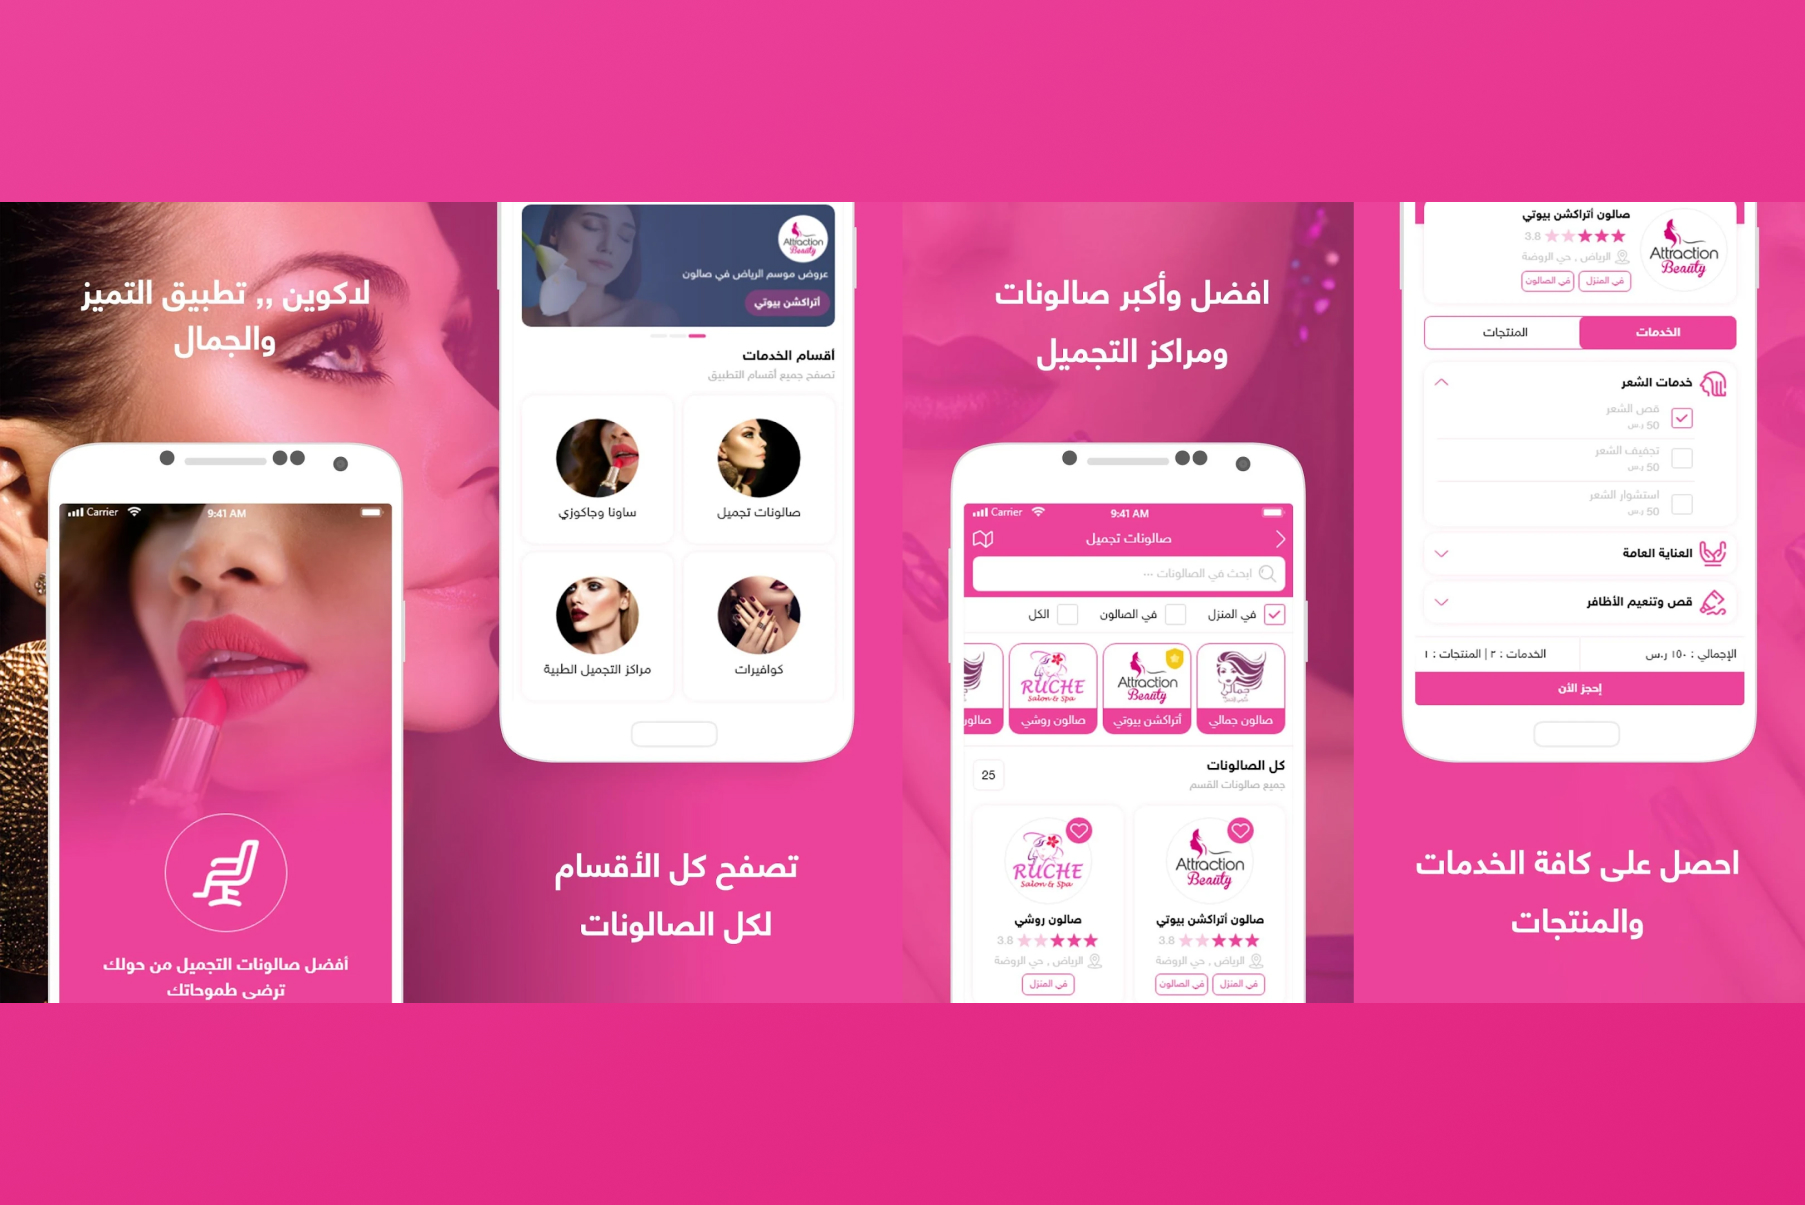 لاكوين ,, تطبيق التميز
والجمال
Carrier
9:41 AM
أفضل صالونات التجميل من حولك
ترضي طموحاتك
Attraction
Beauty
عروض موسم الرياض في صالون
أتراكشن بيوتي
أقسام الخدمات
تصفح جميع أقسام التطبيق
صالونات تجميل
ساونا وجاكوزي
كوافيرات
مراكز التجميل الطبية
تصفح كل الأقسام
لكل الصالونات
افضل وأكبر صالونات
ومراكز التجميل
Carrier
9:41 AM
صالونات تجميل
ابحث في الصالونات ...
في المنزل
في الصالون
الكل
جمالي
Attraction
Beauty
RUCHE
Salon & Spa
صالون جمالي
أتراكشن بيوتي
صالون روشي
صالور
كل الصالونات
25
جميع صالونات القسم
Attraction
Beauty
RUCHE
Salon & Spa
صالون أتراكشن بيوتي
صالون روشي
3.8
3.8
الرياض , حي الروضة
الرياض , حي الروضة
في المنزل
في الصالون
في المنزل
صالون أتراكشن بيوتي
3.8
الرياض , حي الروضة
في المنزل
في الصالون
Attraction
Beauty
الخدمات
المنتجات
خدمات الشعر
قص الشعر
50 ر.س
تجفيف الشعر
50 ر.س
استشوار الشعر
50 ر.س
العناية العامة
قص وتنعيم الأظافر
الإجمالي : ١٥٠ ر.س
الخدمات : ٢ | المنتجات : ١
إحجز الأن
احصل على كافة الخدمات
والمنتجات